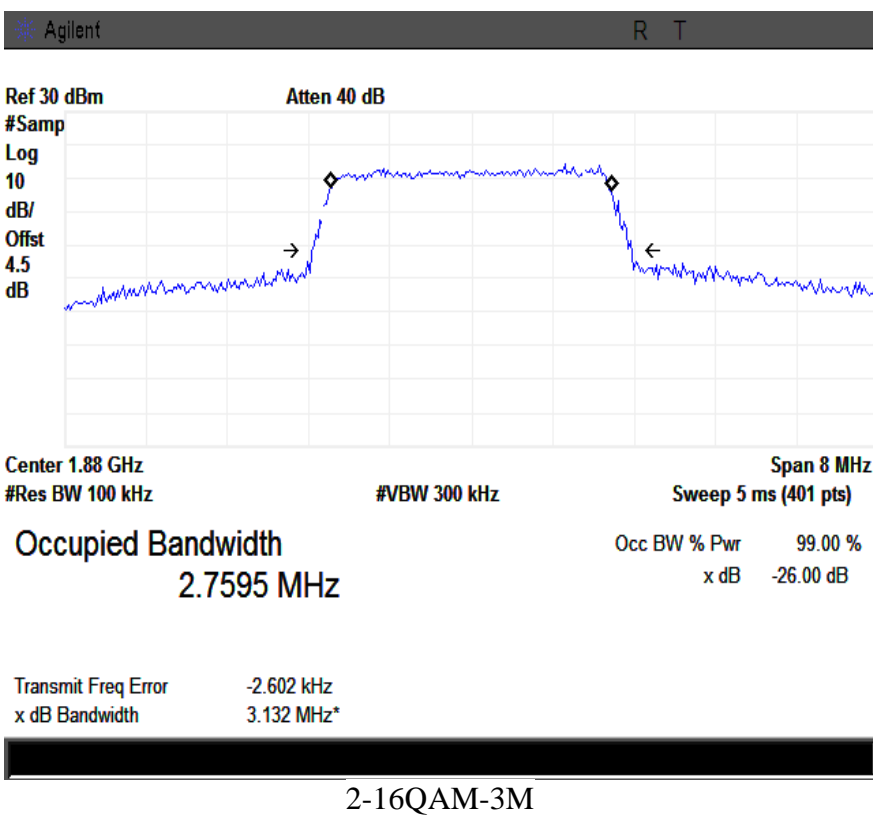 Agilent R T
Ref 30 dBm Atten 40 dB
#Samp
Log
10
dB/
Offst
4.5
dB
Center 1.88 GHz Span 8 MHz
#Res BW 100 kHz #VBW 300 kHz Sweep 5 ms (401 pts)
Occupied Bandwidth
2.7595 MHz
Occ BW % Pwr 99.00 %
x dB -26.00 dB
Transmit Freq Error -2.602 kHz
x dB Bandwidth 3.132 MHz*
2-16QAM-3M